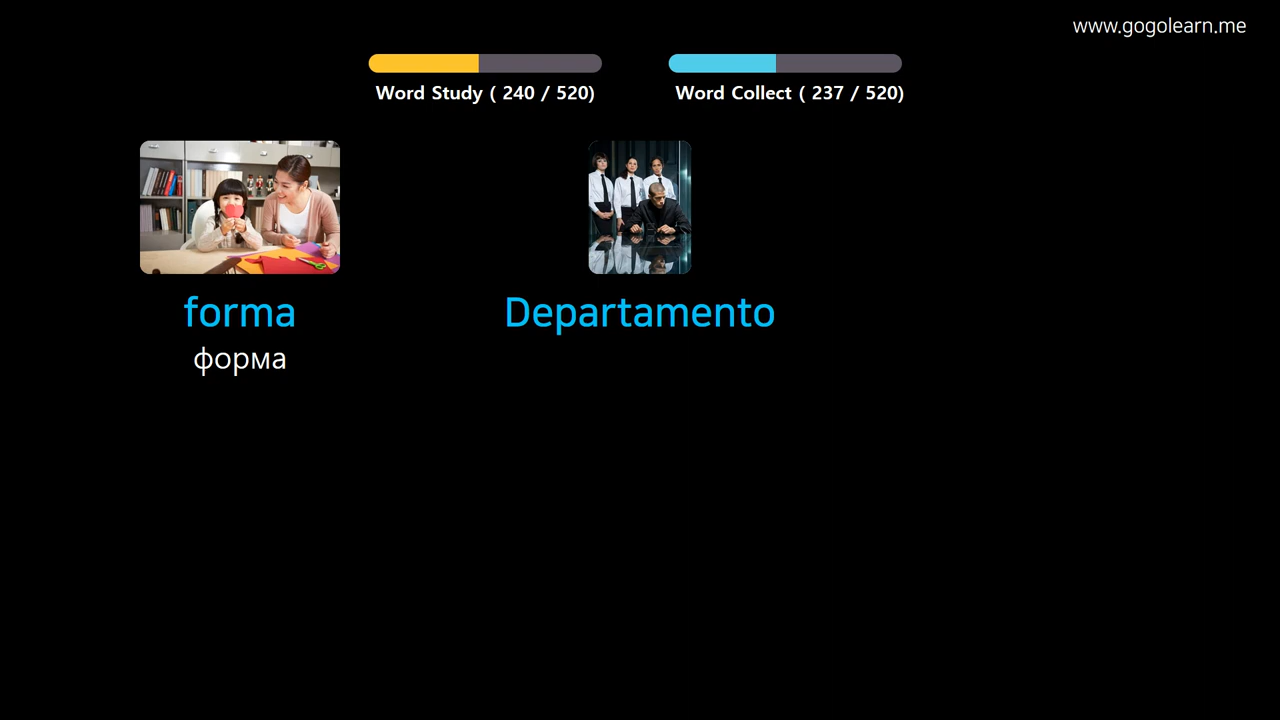 www.gogolearn.me
Word Study ( 240 / 520)
Word Collect ( 237 / 520)
forma
Departamento
форма